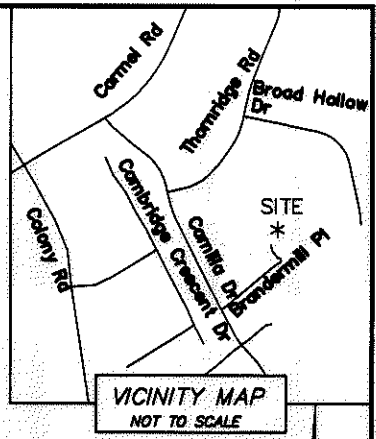 Carmel Rd
Thornridge Rd
Broad Hollow
Dr
SITE
*
Colony Rd
Cambridge Crescent Dr
Camilla Dr
Brandermill Pl
VICINITY MAP
NOT TO SCALE